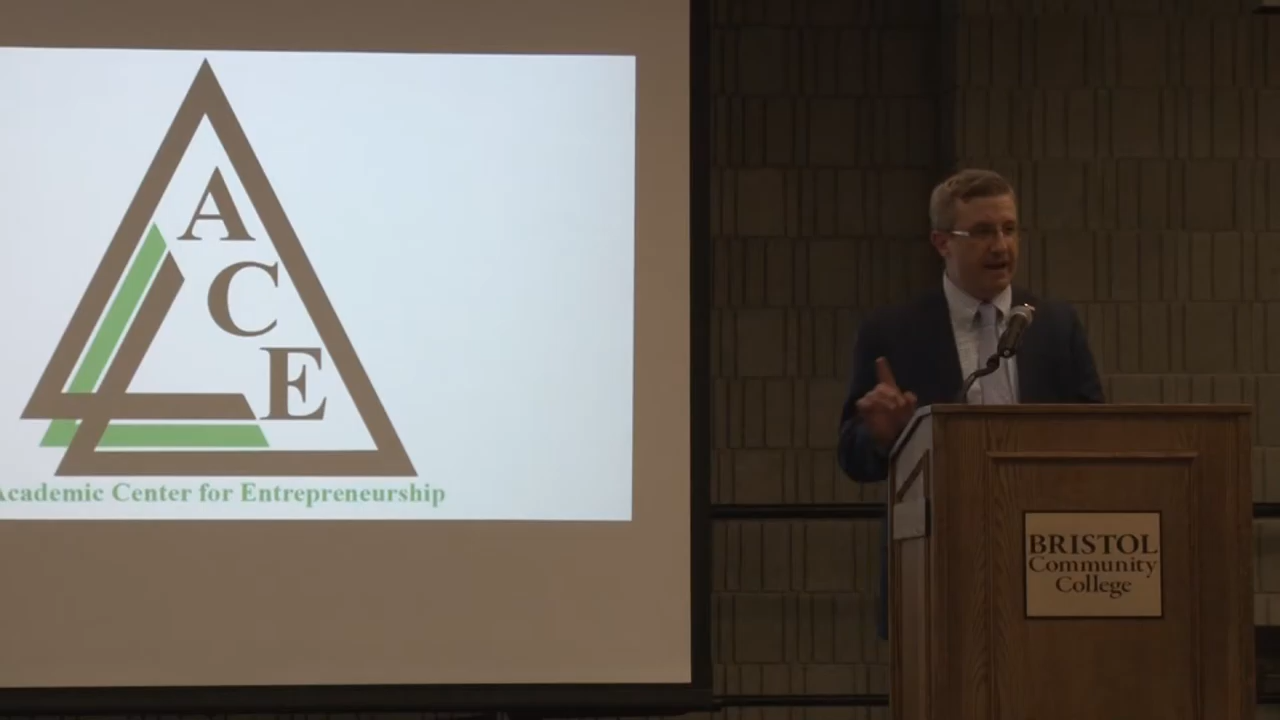 A
C
E
Academic Center for Entrepreneurship
BRISTOL
Community
College